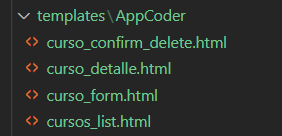 templates\AppCoder
curso_confirm_delete.html
curso_detalle.html
curso_form.html
cursos_list.html